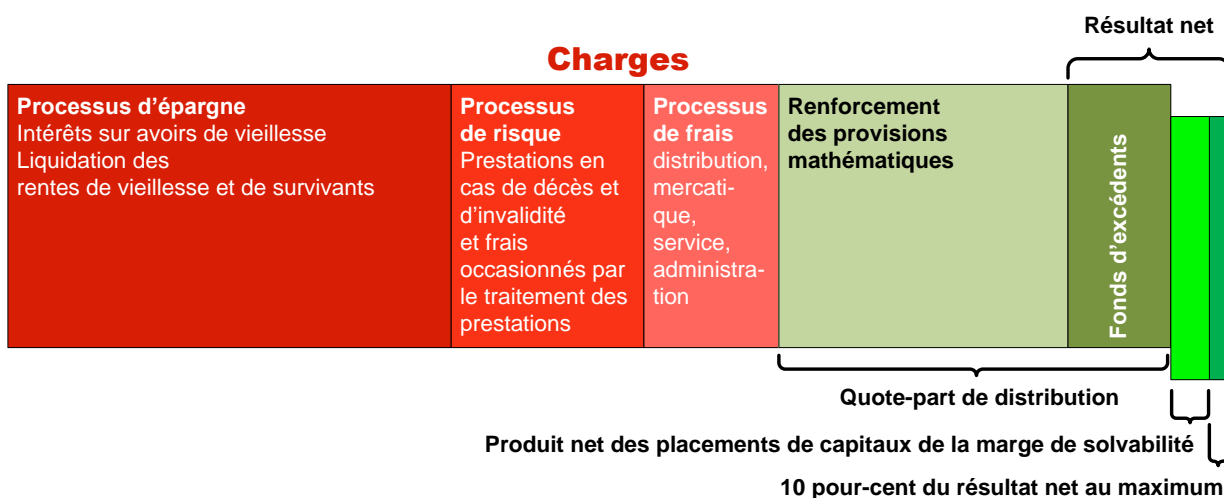 Résultat net
Charges
Processus d'épargne
Intérêts sur avoirs de vieillesse
Liquidation des
rentes de vieillesse et de survivants
Processus
de risque
Prestations en
cas de décès et
d'invalidité
et frais
occasionnés par
le traitement des
prestations
Processus
de frais
distribution,
mercati-
que,
service,
administra-
tion
Renforcement
des provisions
mathématiques
Fonds d'excédents
Quote-part de distribution
Produit net des placements de capitaux de la marge de solvabilité
10 pour-cent du résultat net au maximum